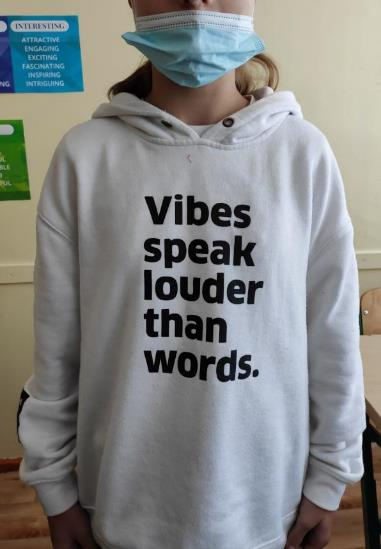 INTERESTING
ATTRACTIVE
ENGAGING
EXCITING
FASCINATING
INSPIRING
INTRIGUING
Vibes
speak
louder
than
words.